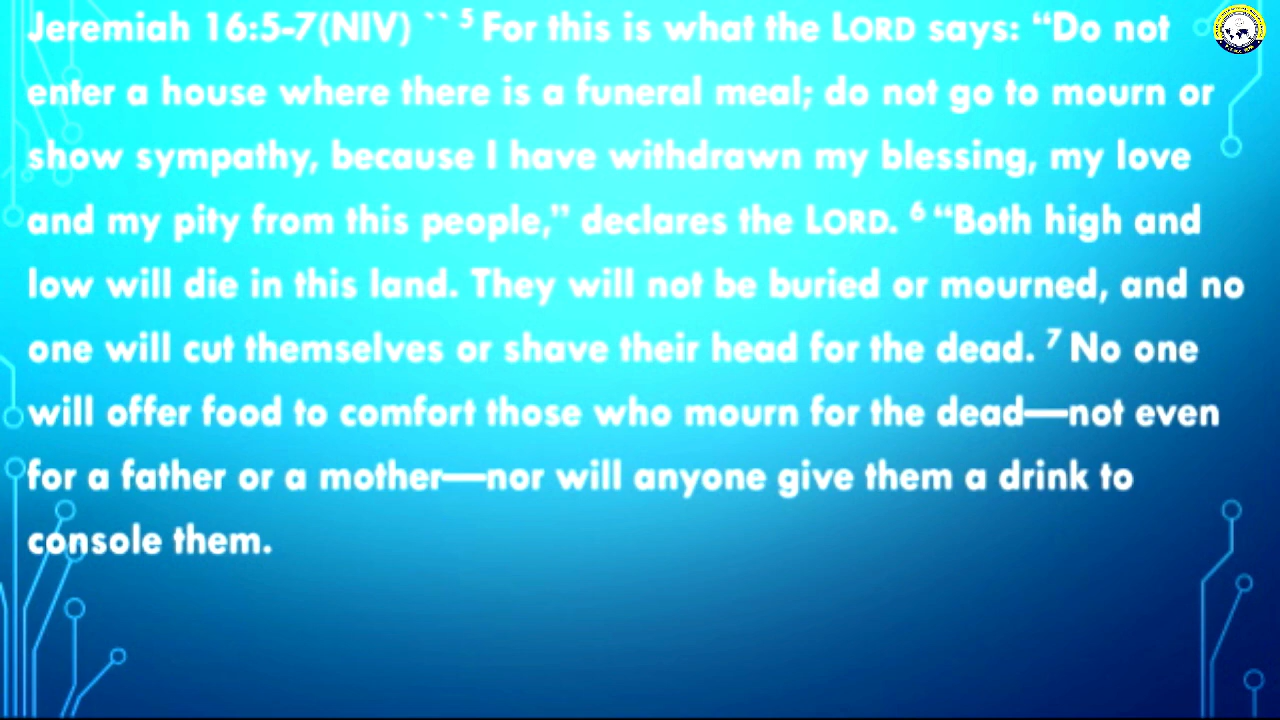 Jeremiah 16:5-7(NIV) `` 5 For this is what the LORD says: “Do not
enter a house where there is a funeral meal; do not go to mourn or
show sympathy, because I have withdrawn my blessing, my love
and my pity from this people,” declares the LORD. 6 “Both high and
low will die in this land. They will not be buried or mourned, and no
one will cut themselves or shave their head for the dead. 7 No one
will offer food to comfort those who mourn for the dead—not even
for a father or a mother—nor will anyone give them a drink to
console them.